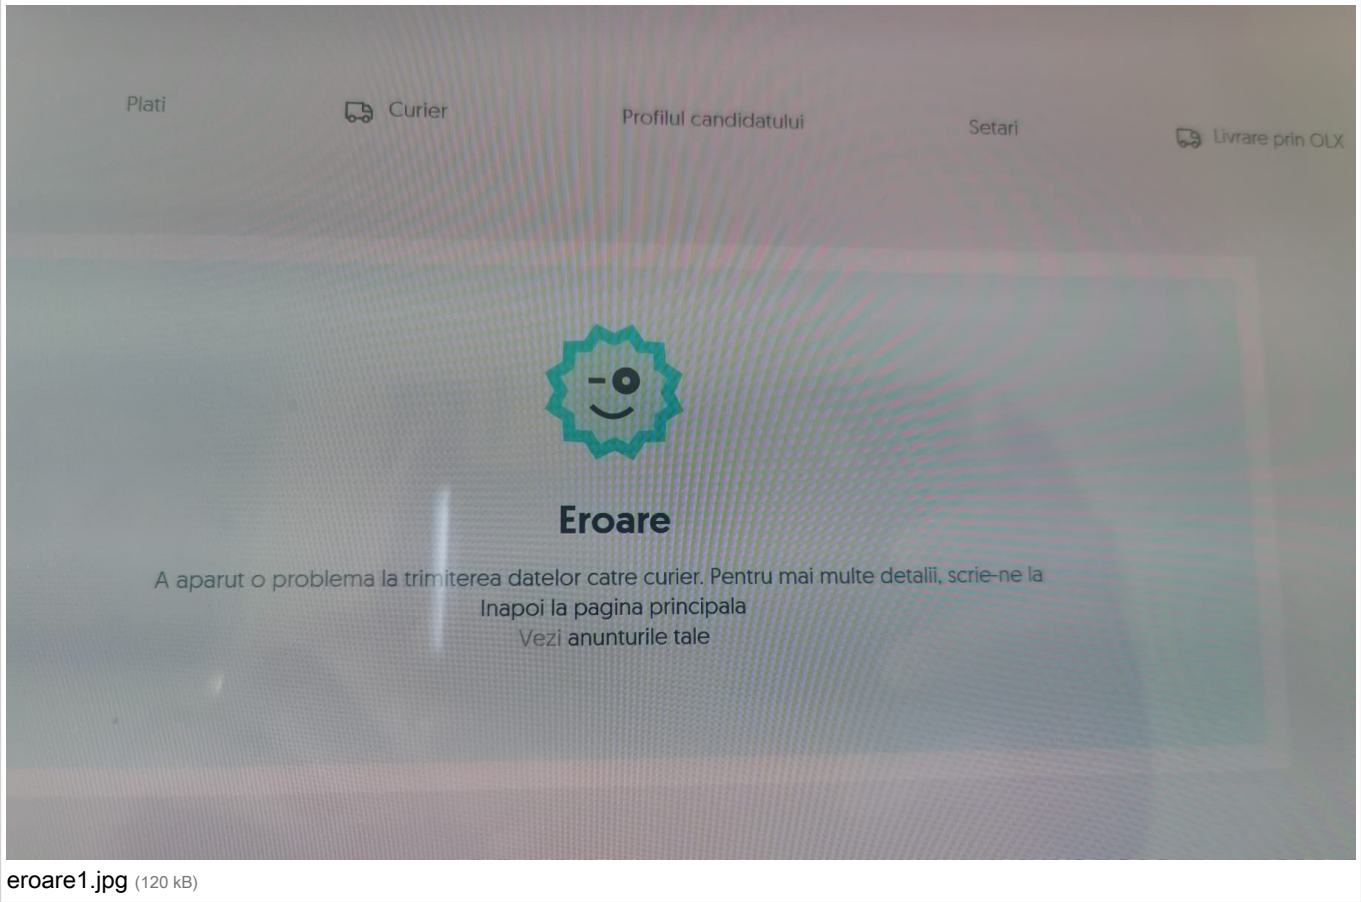 Plati
Curier
Profilul candidatului
Setari
Livrare prin OLX
Eroare
A aparut o problema la trimiterea datelor catre curier. Pentru mai multe detalii, scrie-ne la
Inapoi la pagina principala
Vezi anunturile tale
eroare1.jpg (120 kB)